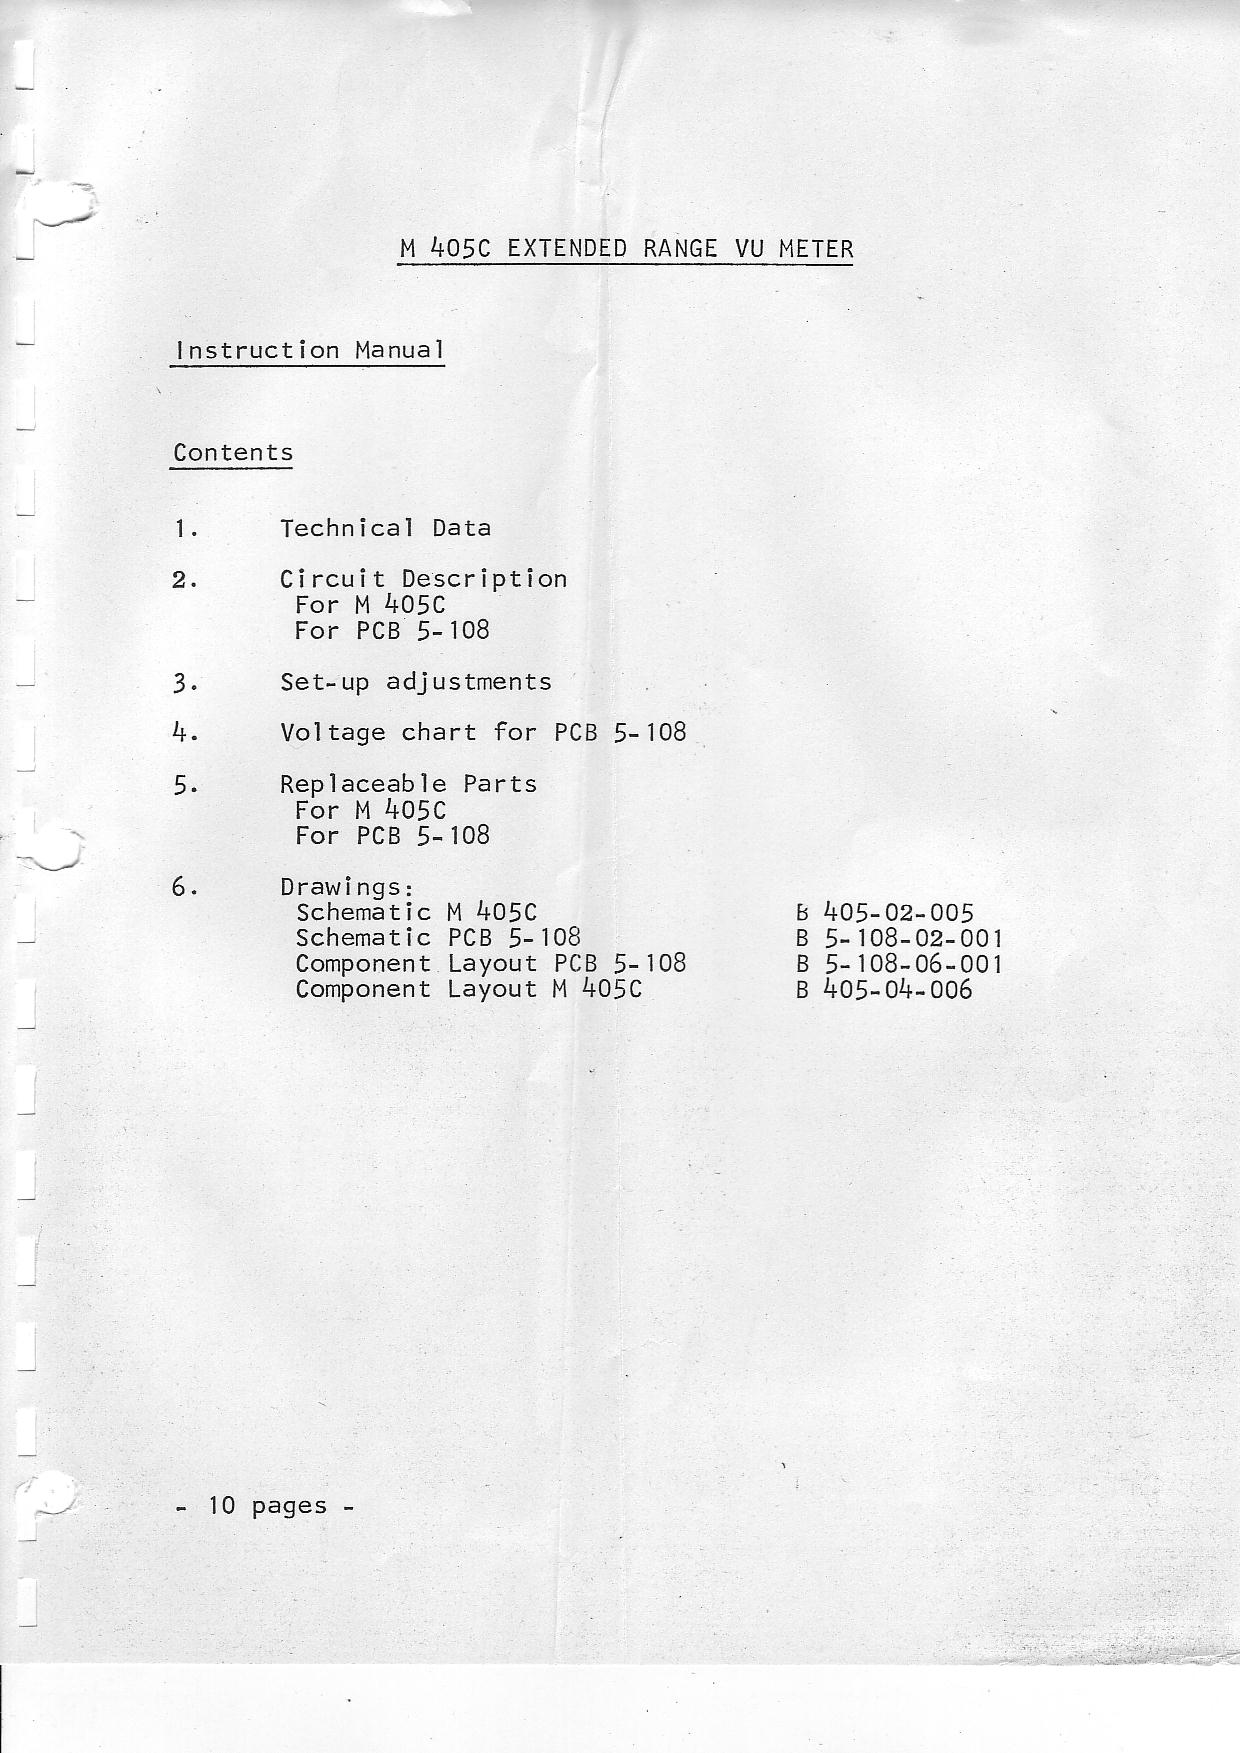 M 405C EXTENDED RANGE VU METER
Instruction Manual
Contents
1. Technical Data
2. Circuit Description
For M 405C
For PCB 5-108
3. Set-up adjustments
4. Voltage chart for PCB 5-108
5. Replaceable Parts
For M 405C
For PCB 5-108
6. Drawings:
Schematic M 405C B 405-02-005
Schematic PCB 5-108 B 5-108-02-001
Component Layout PCB 5-108 B 5-108-06-001
Component Layout M 405C B 405-04-006
- 10 pages -